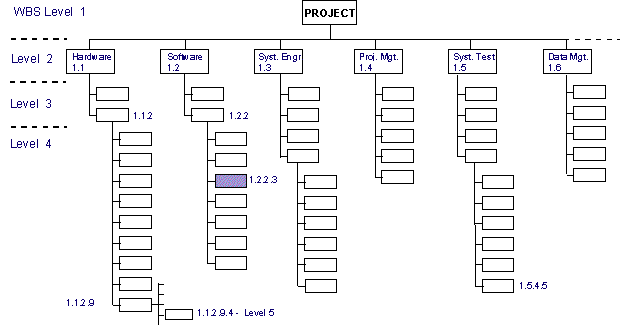 WBS Level 1
PROJECT
Level 2
Hardware
1.1
Software
1.2
Syst. Engr
1.3
Proj. Mgt.
1.4
Syst. Test
1.5
Data Mgt.
1.6
Level 3
1.1.2
1.2.2
Level 4
1.2.2.3
1.1.2.9
1.5.4.5
1.1.2.9.4 - Level 5